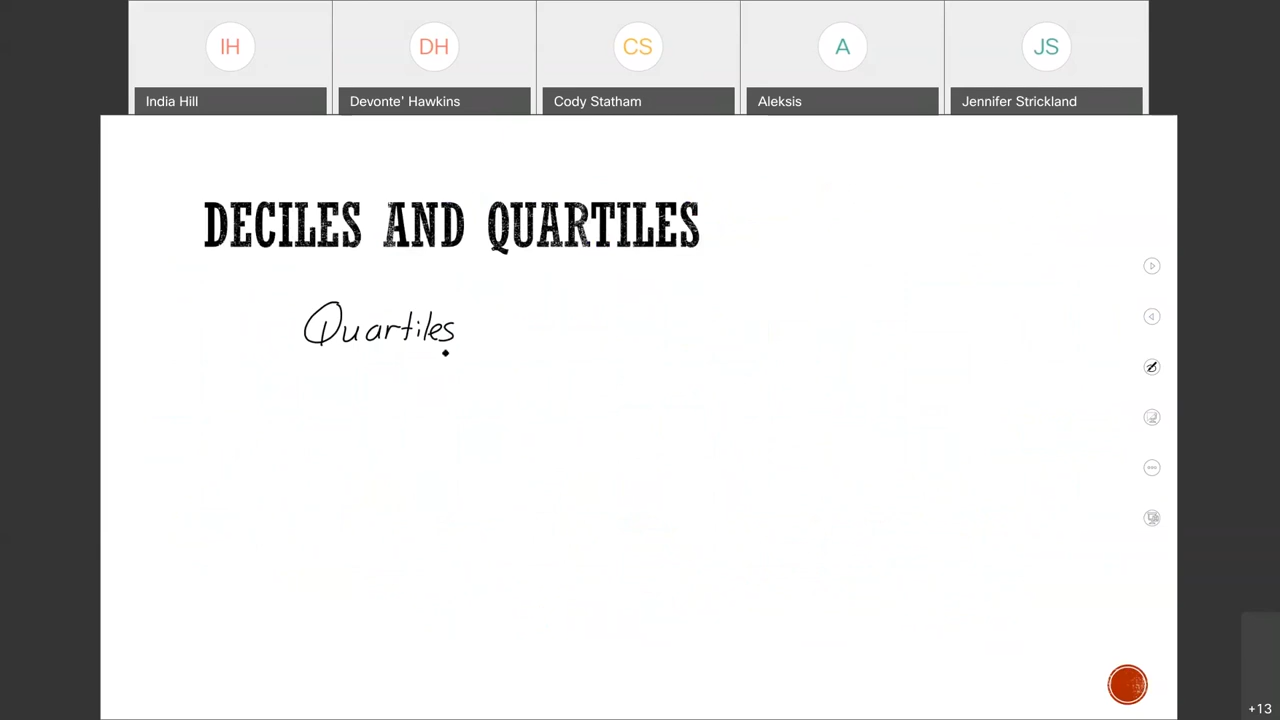 IH DH CS A JS
India Hill Devonte' Hawkins Cody Statham Aleksis Jennifer Strickland
DECILES AND QUARTILES
Quartiles
+13